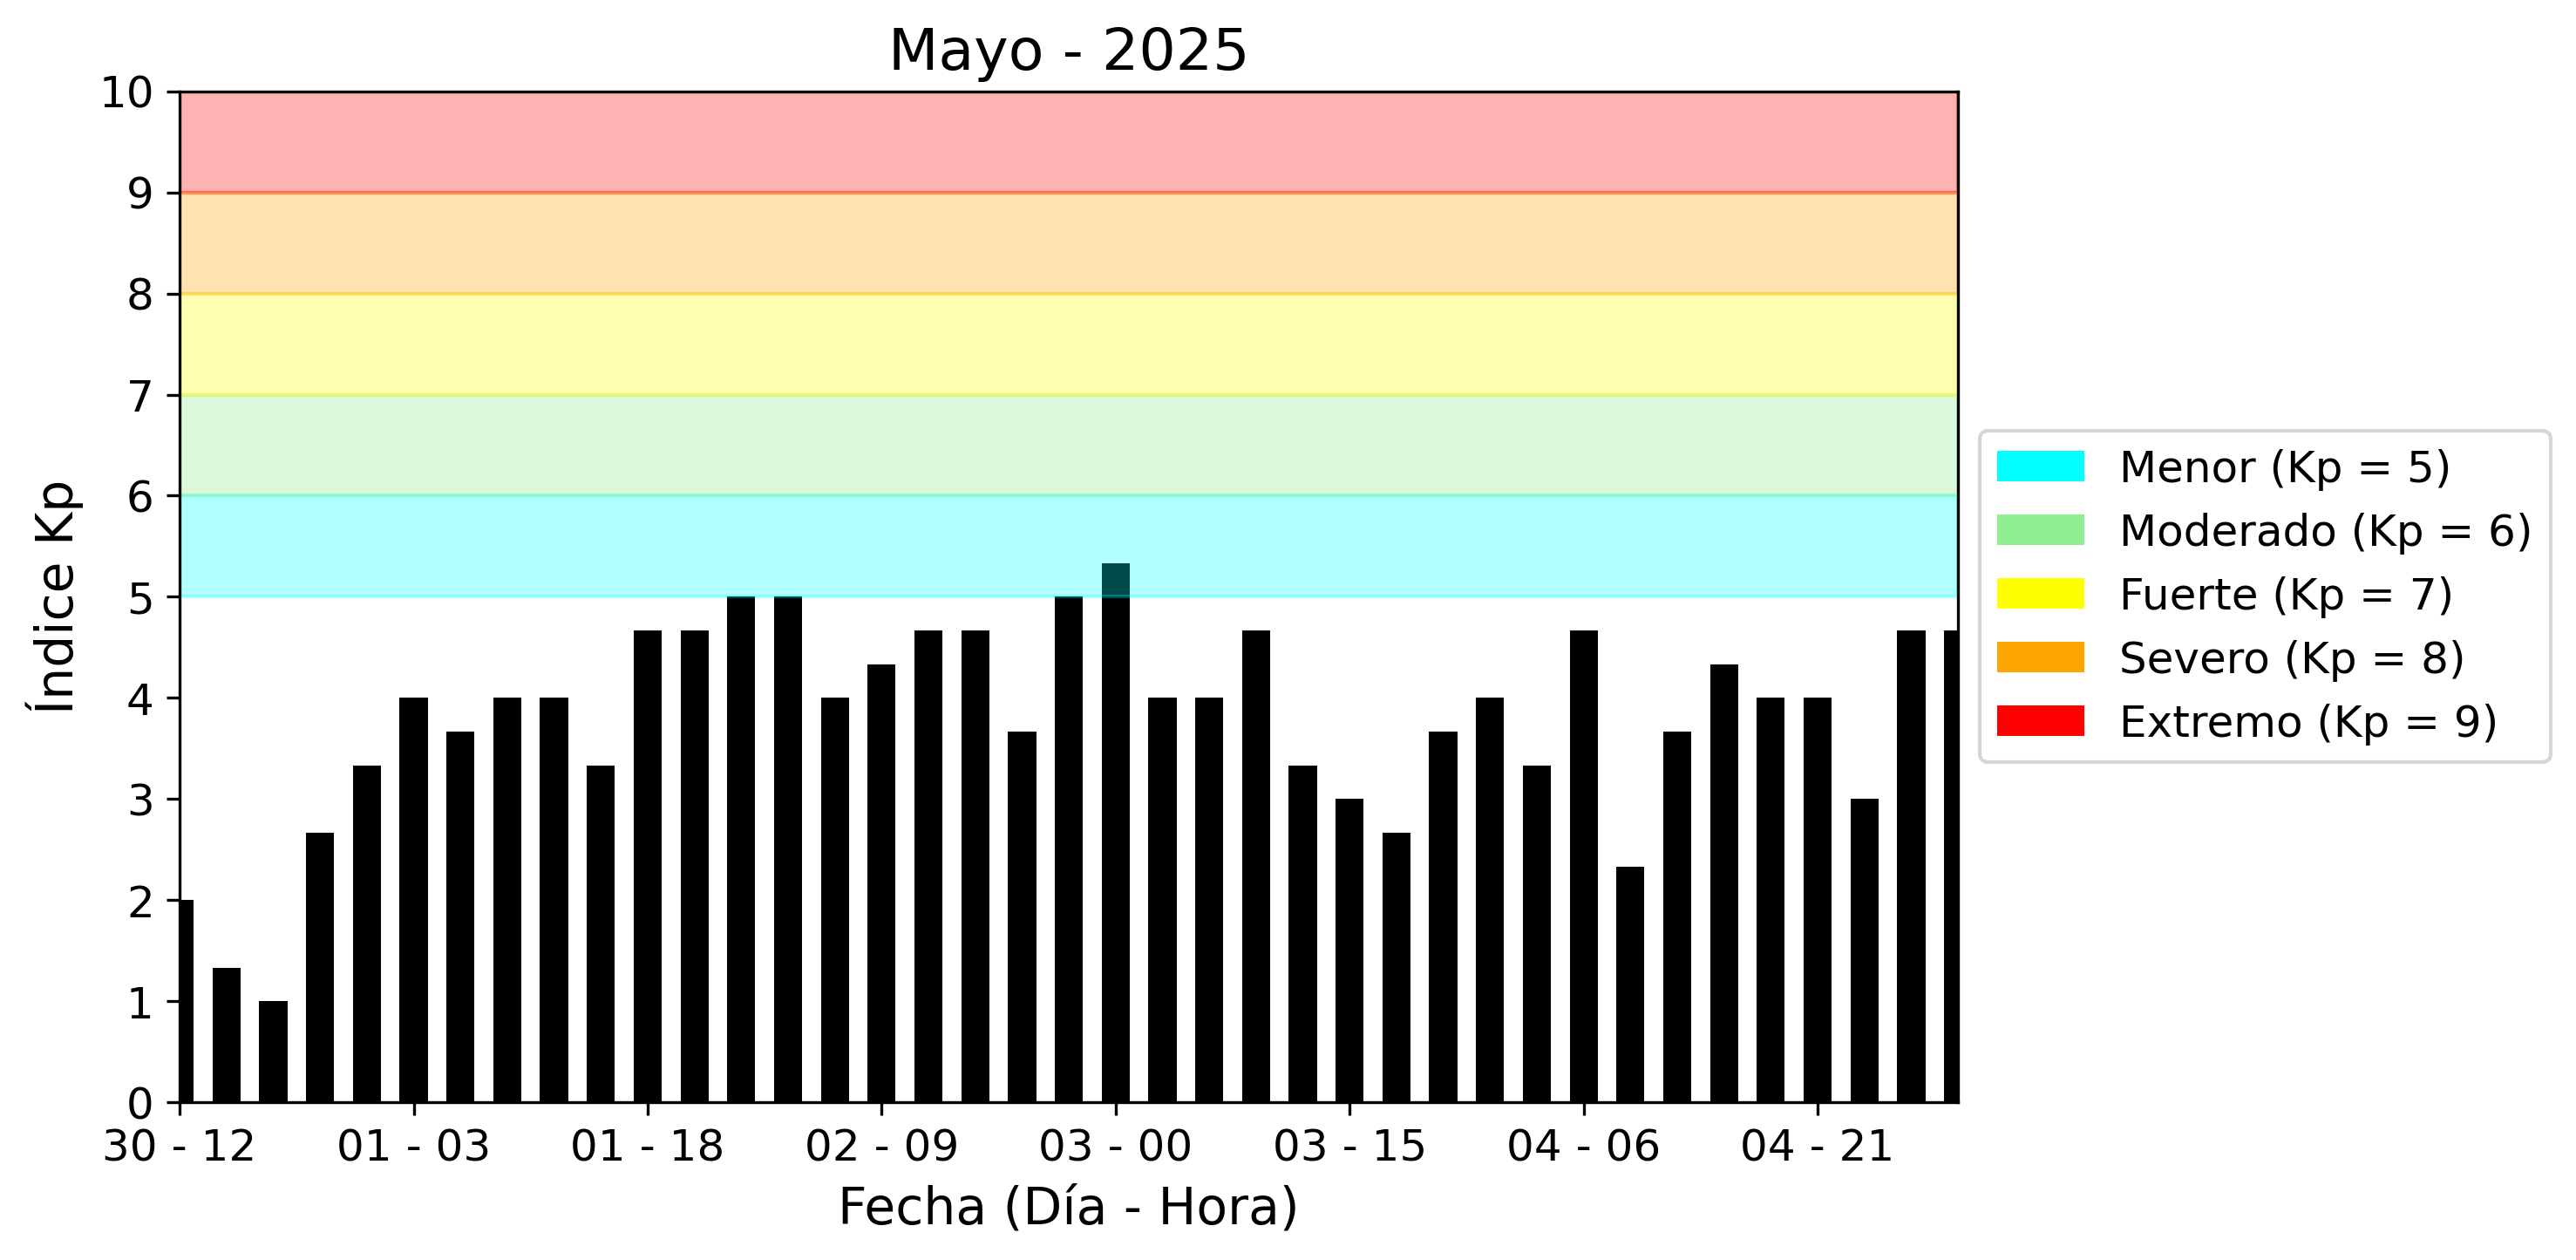 Mayo - 2025
10
9
8
7
6
5
4
3
2
1
0
Índice Kp
30 - 12
01 - 03
01 - 18
02 - 09
03 - 00
03 - 15
04 - 06
04 - 21
Fecha (Día - Hora)
Menor (Kp = 5)
Moderado (Kp = 6)
Fuerte (Kp = 7)
Severo (Kp = 8)
Extremo (Kp = 9)